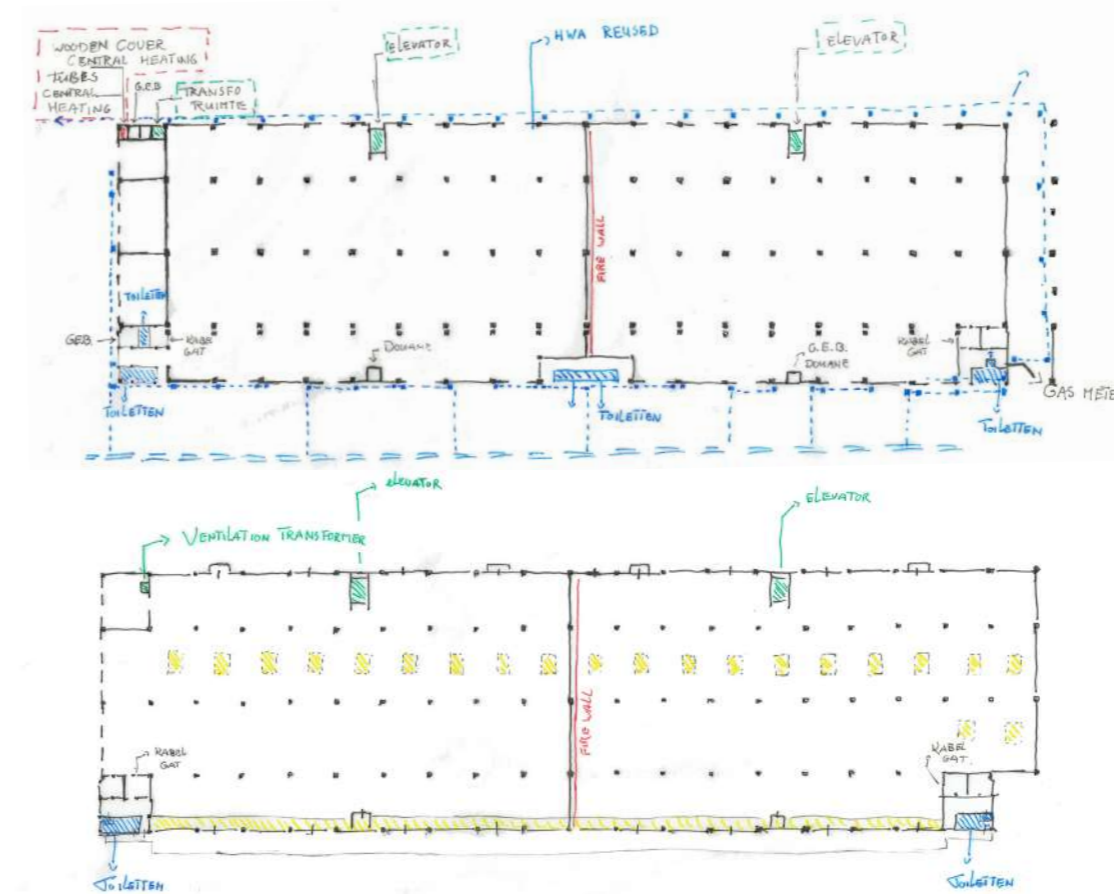 WOODEN COVER
CENTRAL HEATING
TUBES
CENTRAL
HEATING
G.E.B
TRANSFO
RUIMTE
ELEVATOR
HWA REUSED
ELEVATOR
FIRE WALL
TOILETTEN
GEB.
KABEL
GAT
DOUANE
G.E.B.
DOUANE
KABEL
GAT
GAS METE
TOILETTEN
TOILETTEN
TOILETTEN
ELEVATOR
ELEVATOR
VENTILATION TRANSFORMER
FIRE WALL
KABEL
GAT
KABEL
GAT.
TOILETTEN
TOILETTEN